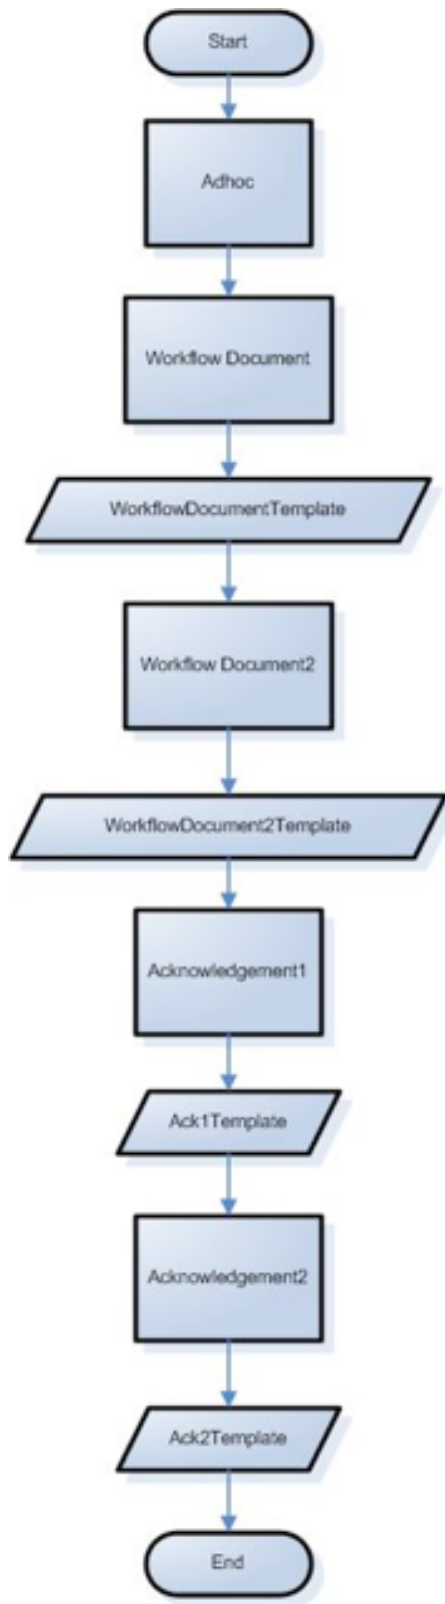 Start
Adhoc
Workflow Document
WorkflowDocumentTemplate
Workflow Document2
WorkflowDocument2Template
Acknowledgement1
Ack1Template
Acknowledgement2
Ack2Template
End